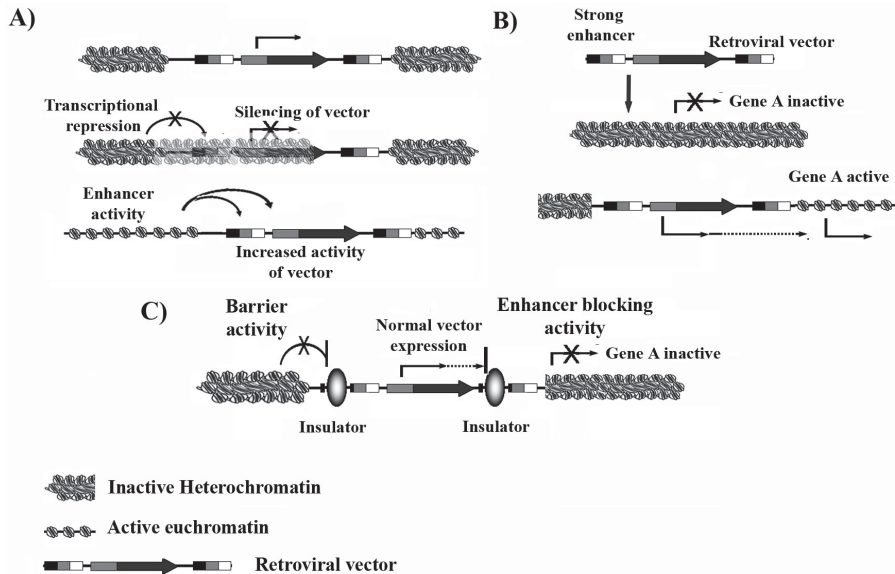 A)
Transcriptional
repression
Silencing of vector
Enhancer
activity
Increased activity
of vector
B)
Strong
enhancer
Retroviral vector
Gene A inactive
Gene A active
C)
Barrier
activity
Normal vector
expression
Enhancer blocking
activity
Gene A inactive
Insulator
Insulator
Inactive Heterochromatin
Active euchromatin
Retroviral vector